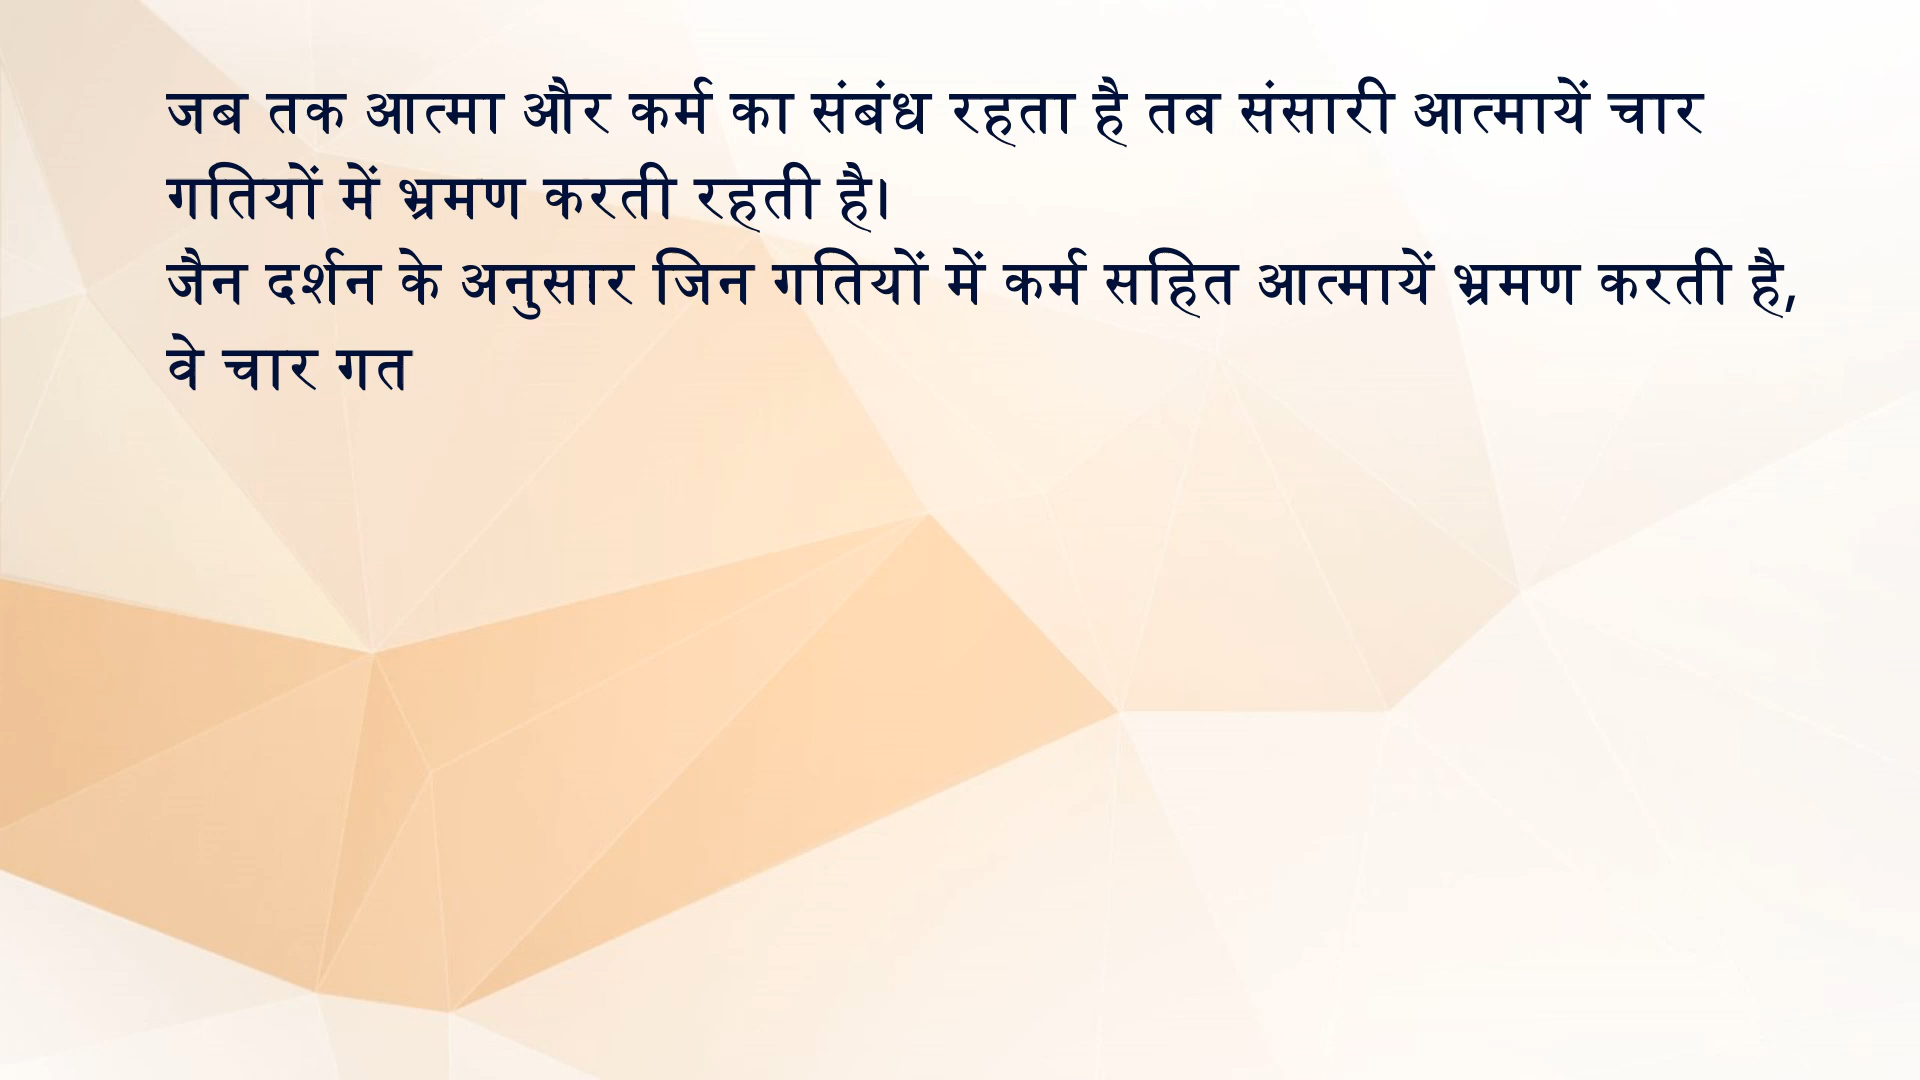 जब तक आत्मा और कर्म का संबंध रहता है तब संसारी आत्मायें चार
गतियों में भ्रमण करती रहती है।
जैन दर्शन के अनुसार जिन गतियों में कर्म सहित आत्मायें भ्रमण करती है,
वे चार गत